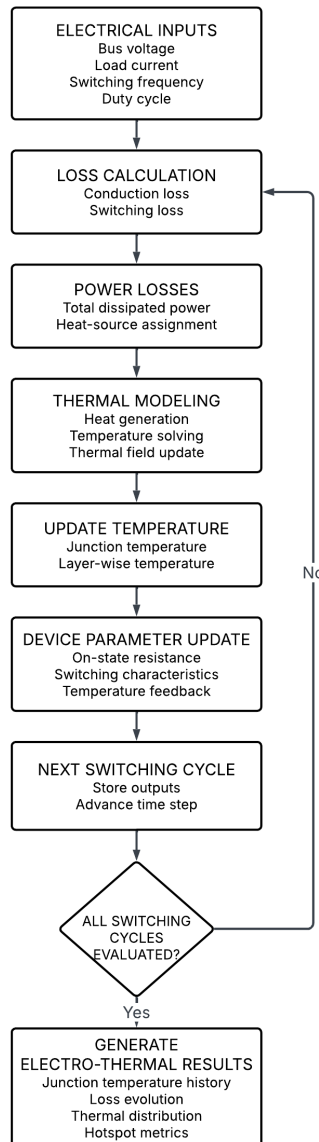 ELECTRICAL INPUTS
Bus voltage
Load current
Switching frequency
Duty cycle
LOSS CALCULATION
Conduction loss
Switching loss
POWER LOSSES
Total dissipated power
Heat-source assignment
THERMAL MODELING
Heat generation
Temperature solving
Thermal field update
UPDATE TEMPERATURE
Junction temperature
Layer-wise temperature
No
DEVICE PARAMETER UPDATE
On-state resistance
Switching characteristics
Temperature feedback
NEXT SWITCHING CYCLE
Store outputs
Advance time step
ALL SWITCHING
CYCLES
EVALUATED?
Yes
GENERATE
ELECTRO-THERMAL RESULTS
Junction temperature history
Loss evolution
Thermal distribution
Hotspot metrics